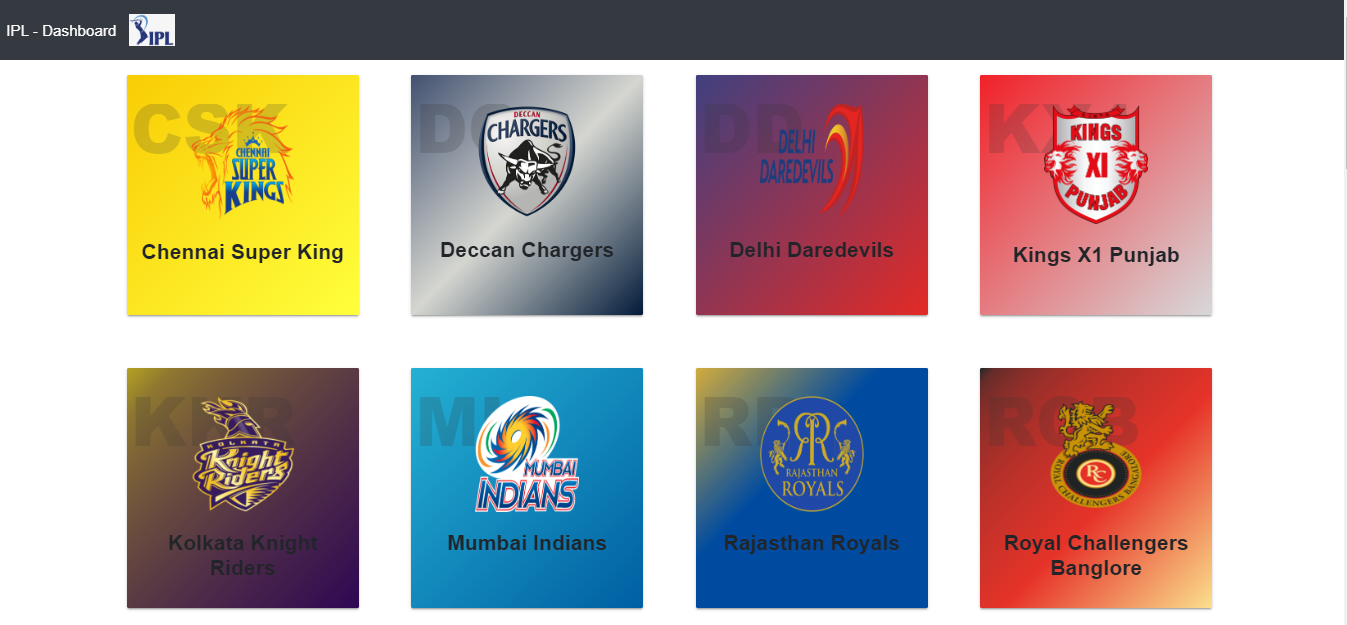 IPL - Dashboard IPL
CSK
CHENNAI
SUPER
KINGS
Chennai Super King
DC
DECCAN
CHARGERS
Deccan Chargers
DD
DELHI
DAREDEVILS
Delhi Daredevils
KINGS
XI
PUNJAB
Kings X1 Punjab
KKR
KOLKATA
Knight
Riders
Kolkata Knight
Riders
MI
MUMBAI
INDIANS
Mumbai Indians
RR
RAJASTHAN
ROYALS
Rajasthan Royals
RCB
RC
ROYAL CHALLENGERS BANGLORE
Royal Challengers
Banglore